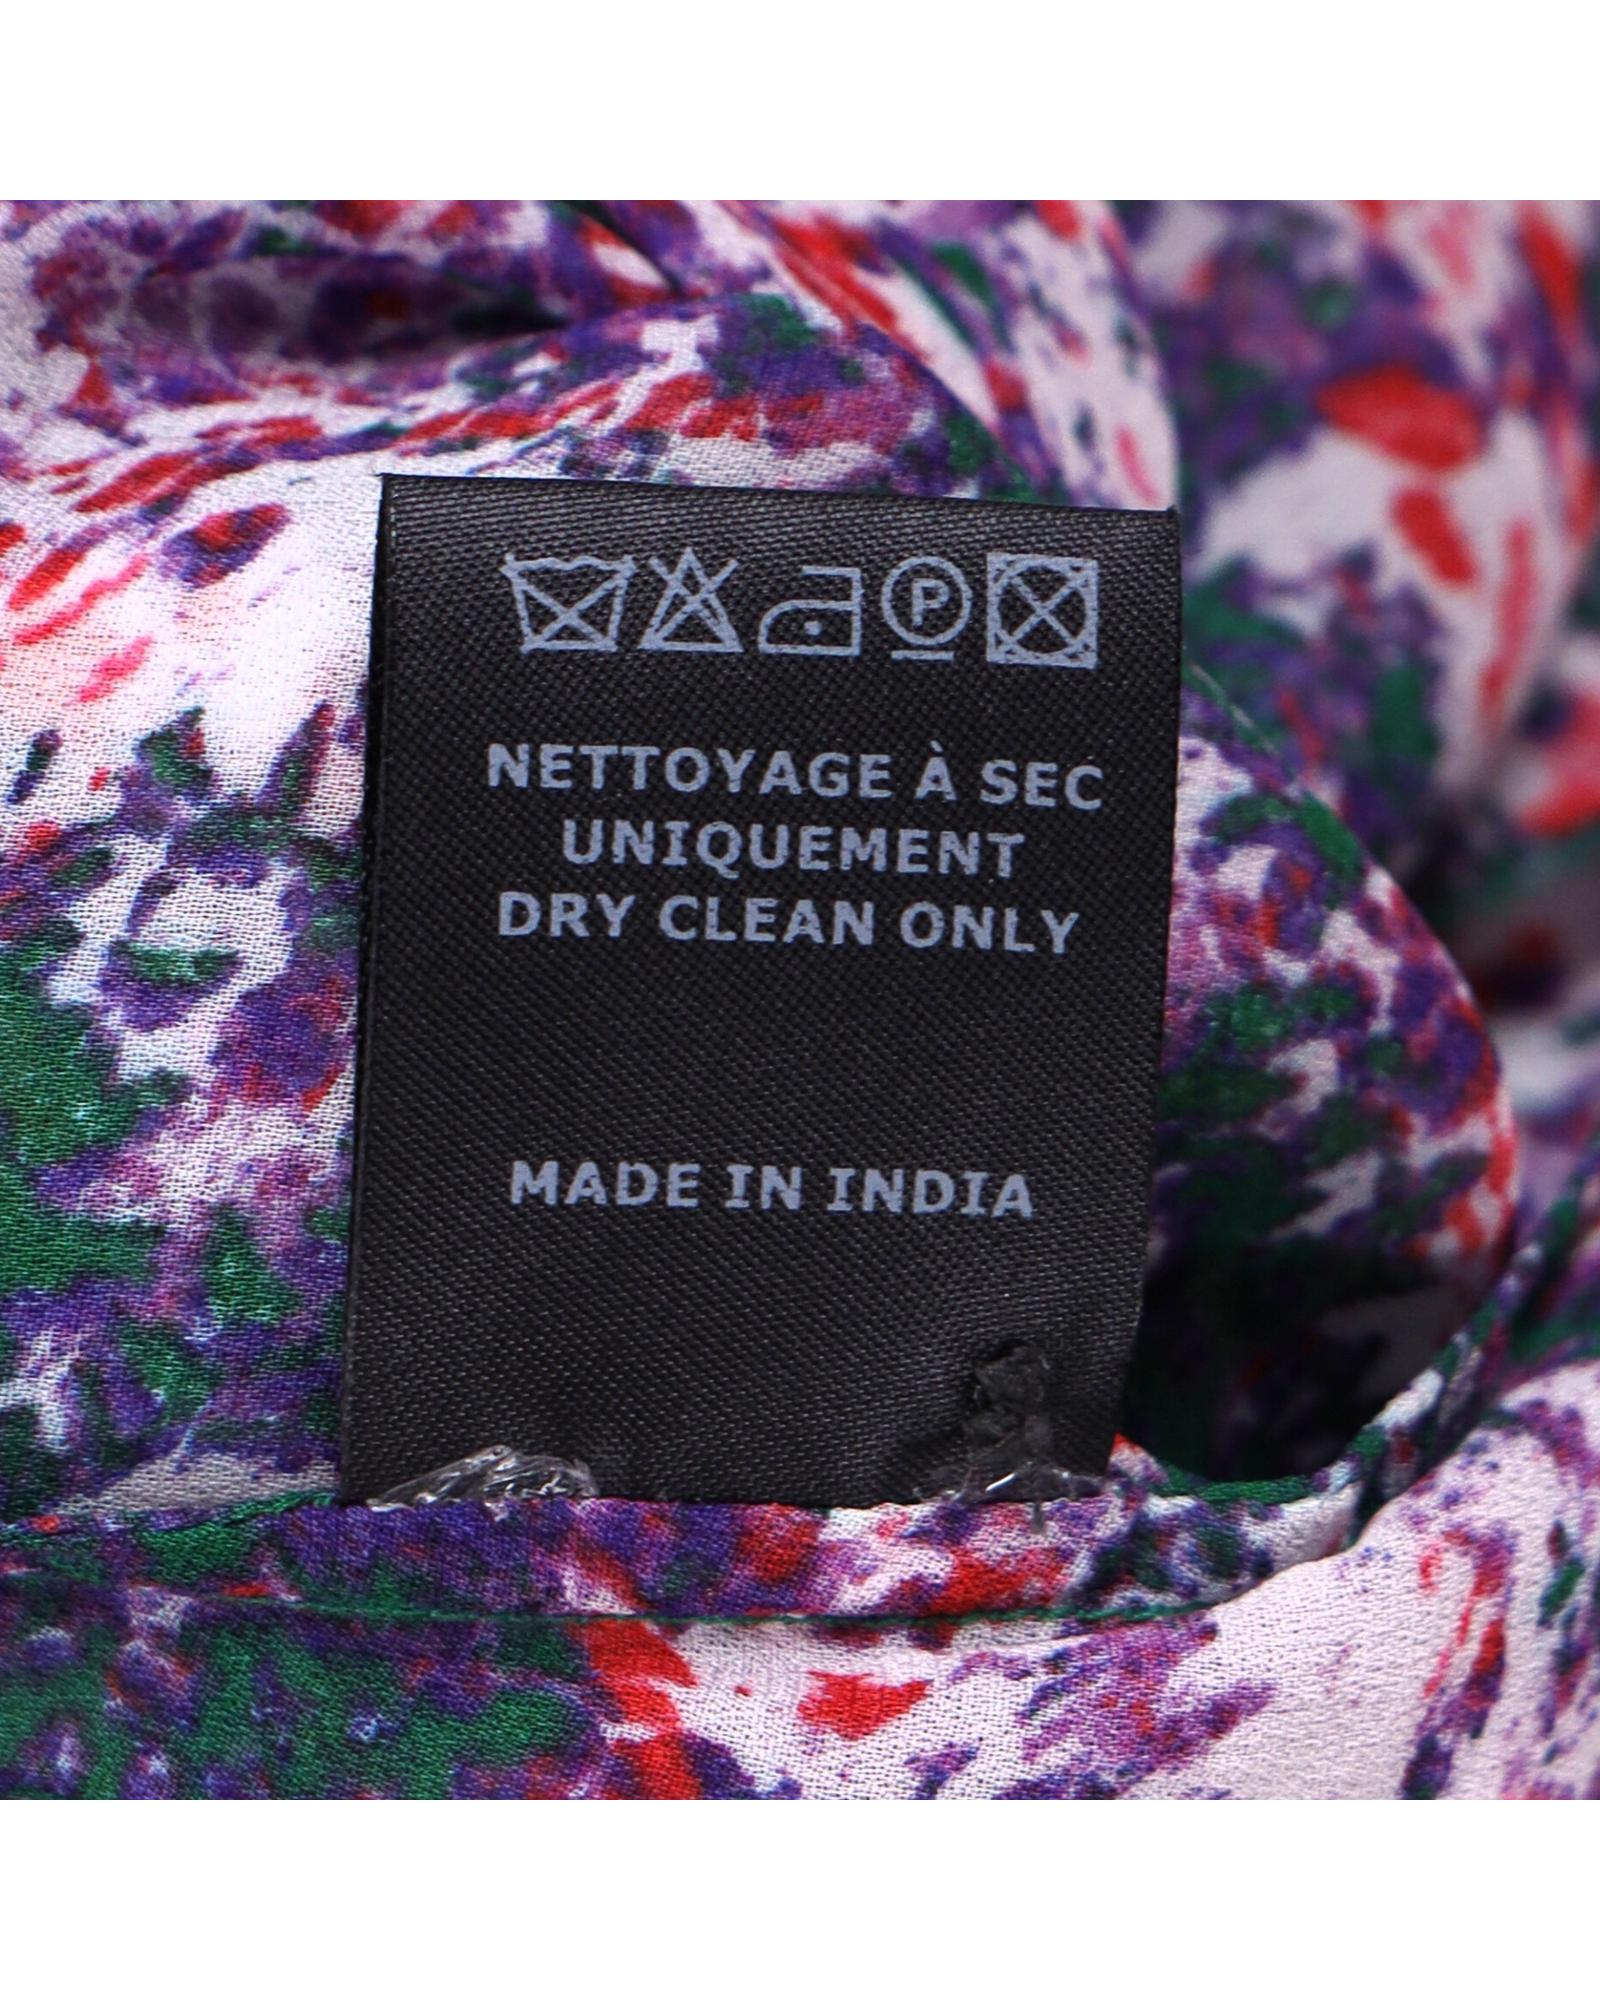 P
NETTOYAGE À SEC
UNIQUEMENT
DRY CLEAN ONLY
MADE IN INDIA